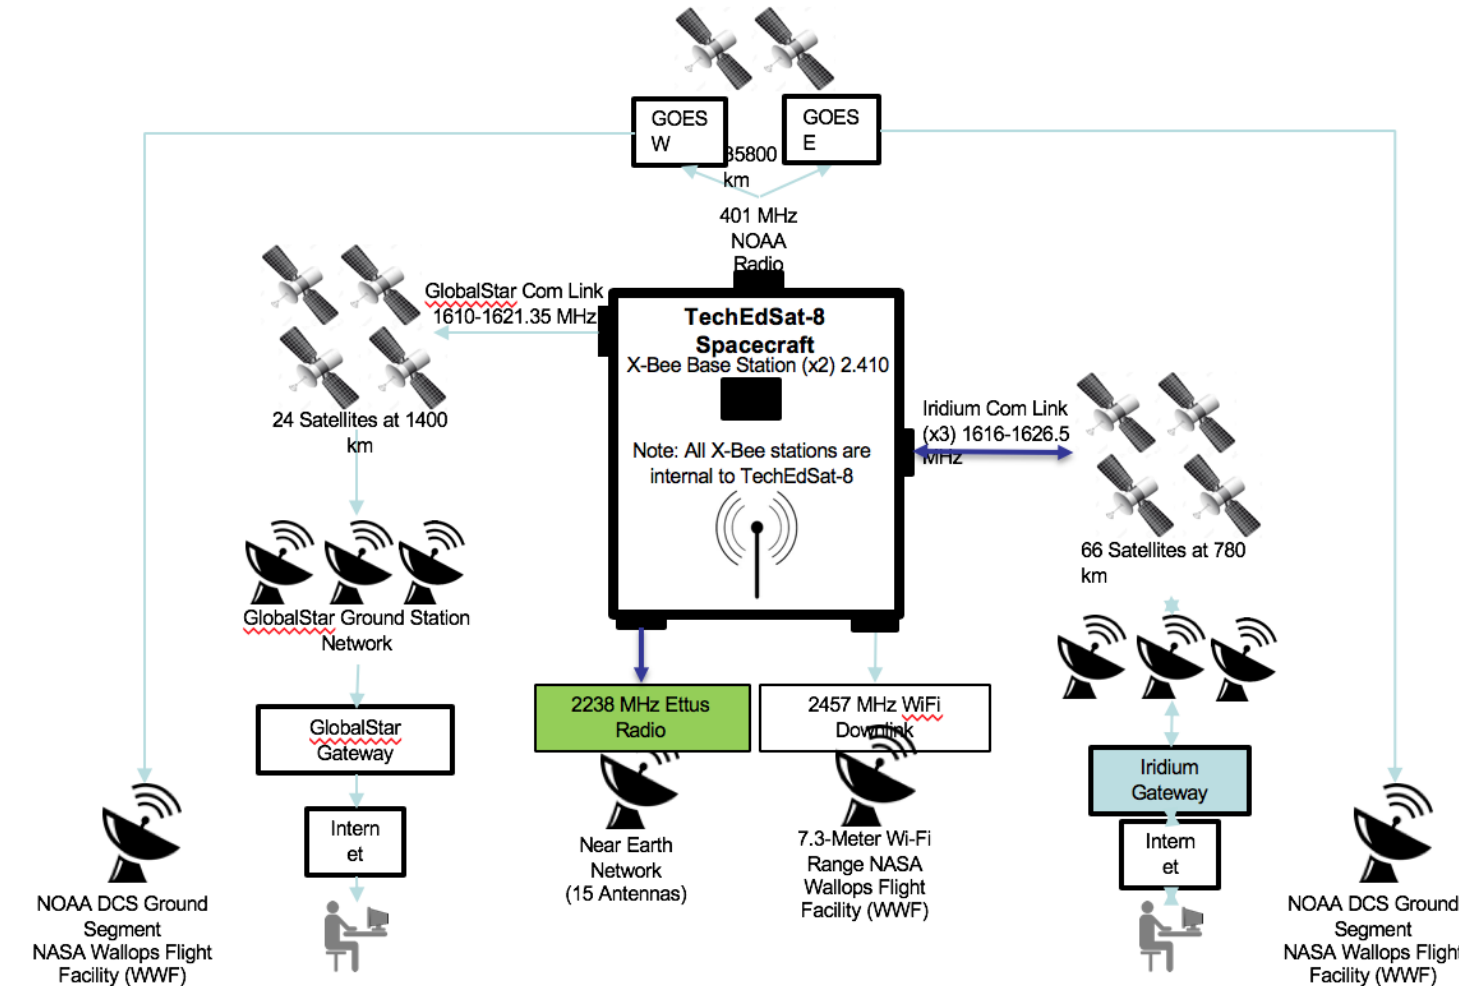 GOES
W
GOES
E
35800
km
401 MHz
NOAA
Radio
GlobalStar Com Link
1610-1621.35 MHz
24 Satellites at 1400
km
GlobalStar Ground Station
Network
GlobalStar
Gateway
Intern
et
NOAA DCS Ground
Segment
NASA Wallops Flight
Facility (WWF)
TechEdSat-8
Spacecraft
X-Bee Base Station (x2) 2.410
Note: All X-Bee stations are
internal to TechEdSat-8
2238 MHz Ettus
Radio
Near Earth
Network
(15 Antennas)
2457 MHz WiFi
Downlink
7.3-Meter Wi-Fi
Range NASA
Wallops Flight
Facility (WWF)
Iridium Com Link
(x3) 1616-1626.5
MHz
66 Satellites at 780
km
Iridium
Gateway
Intern
et
NOAA DCS Ground
Segment
NASA Wallops Flight
Facility (WWF)